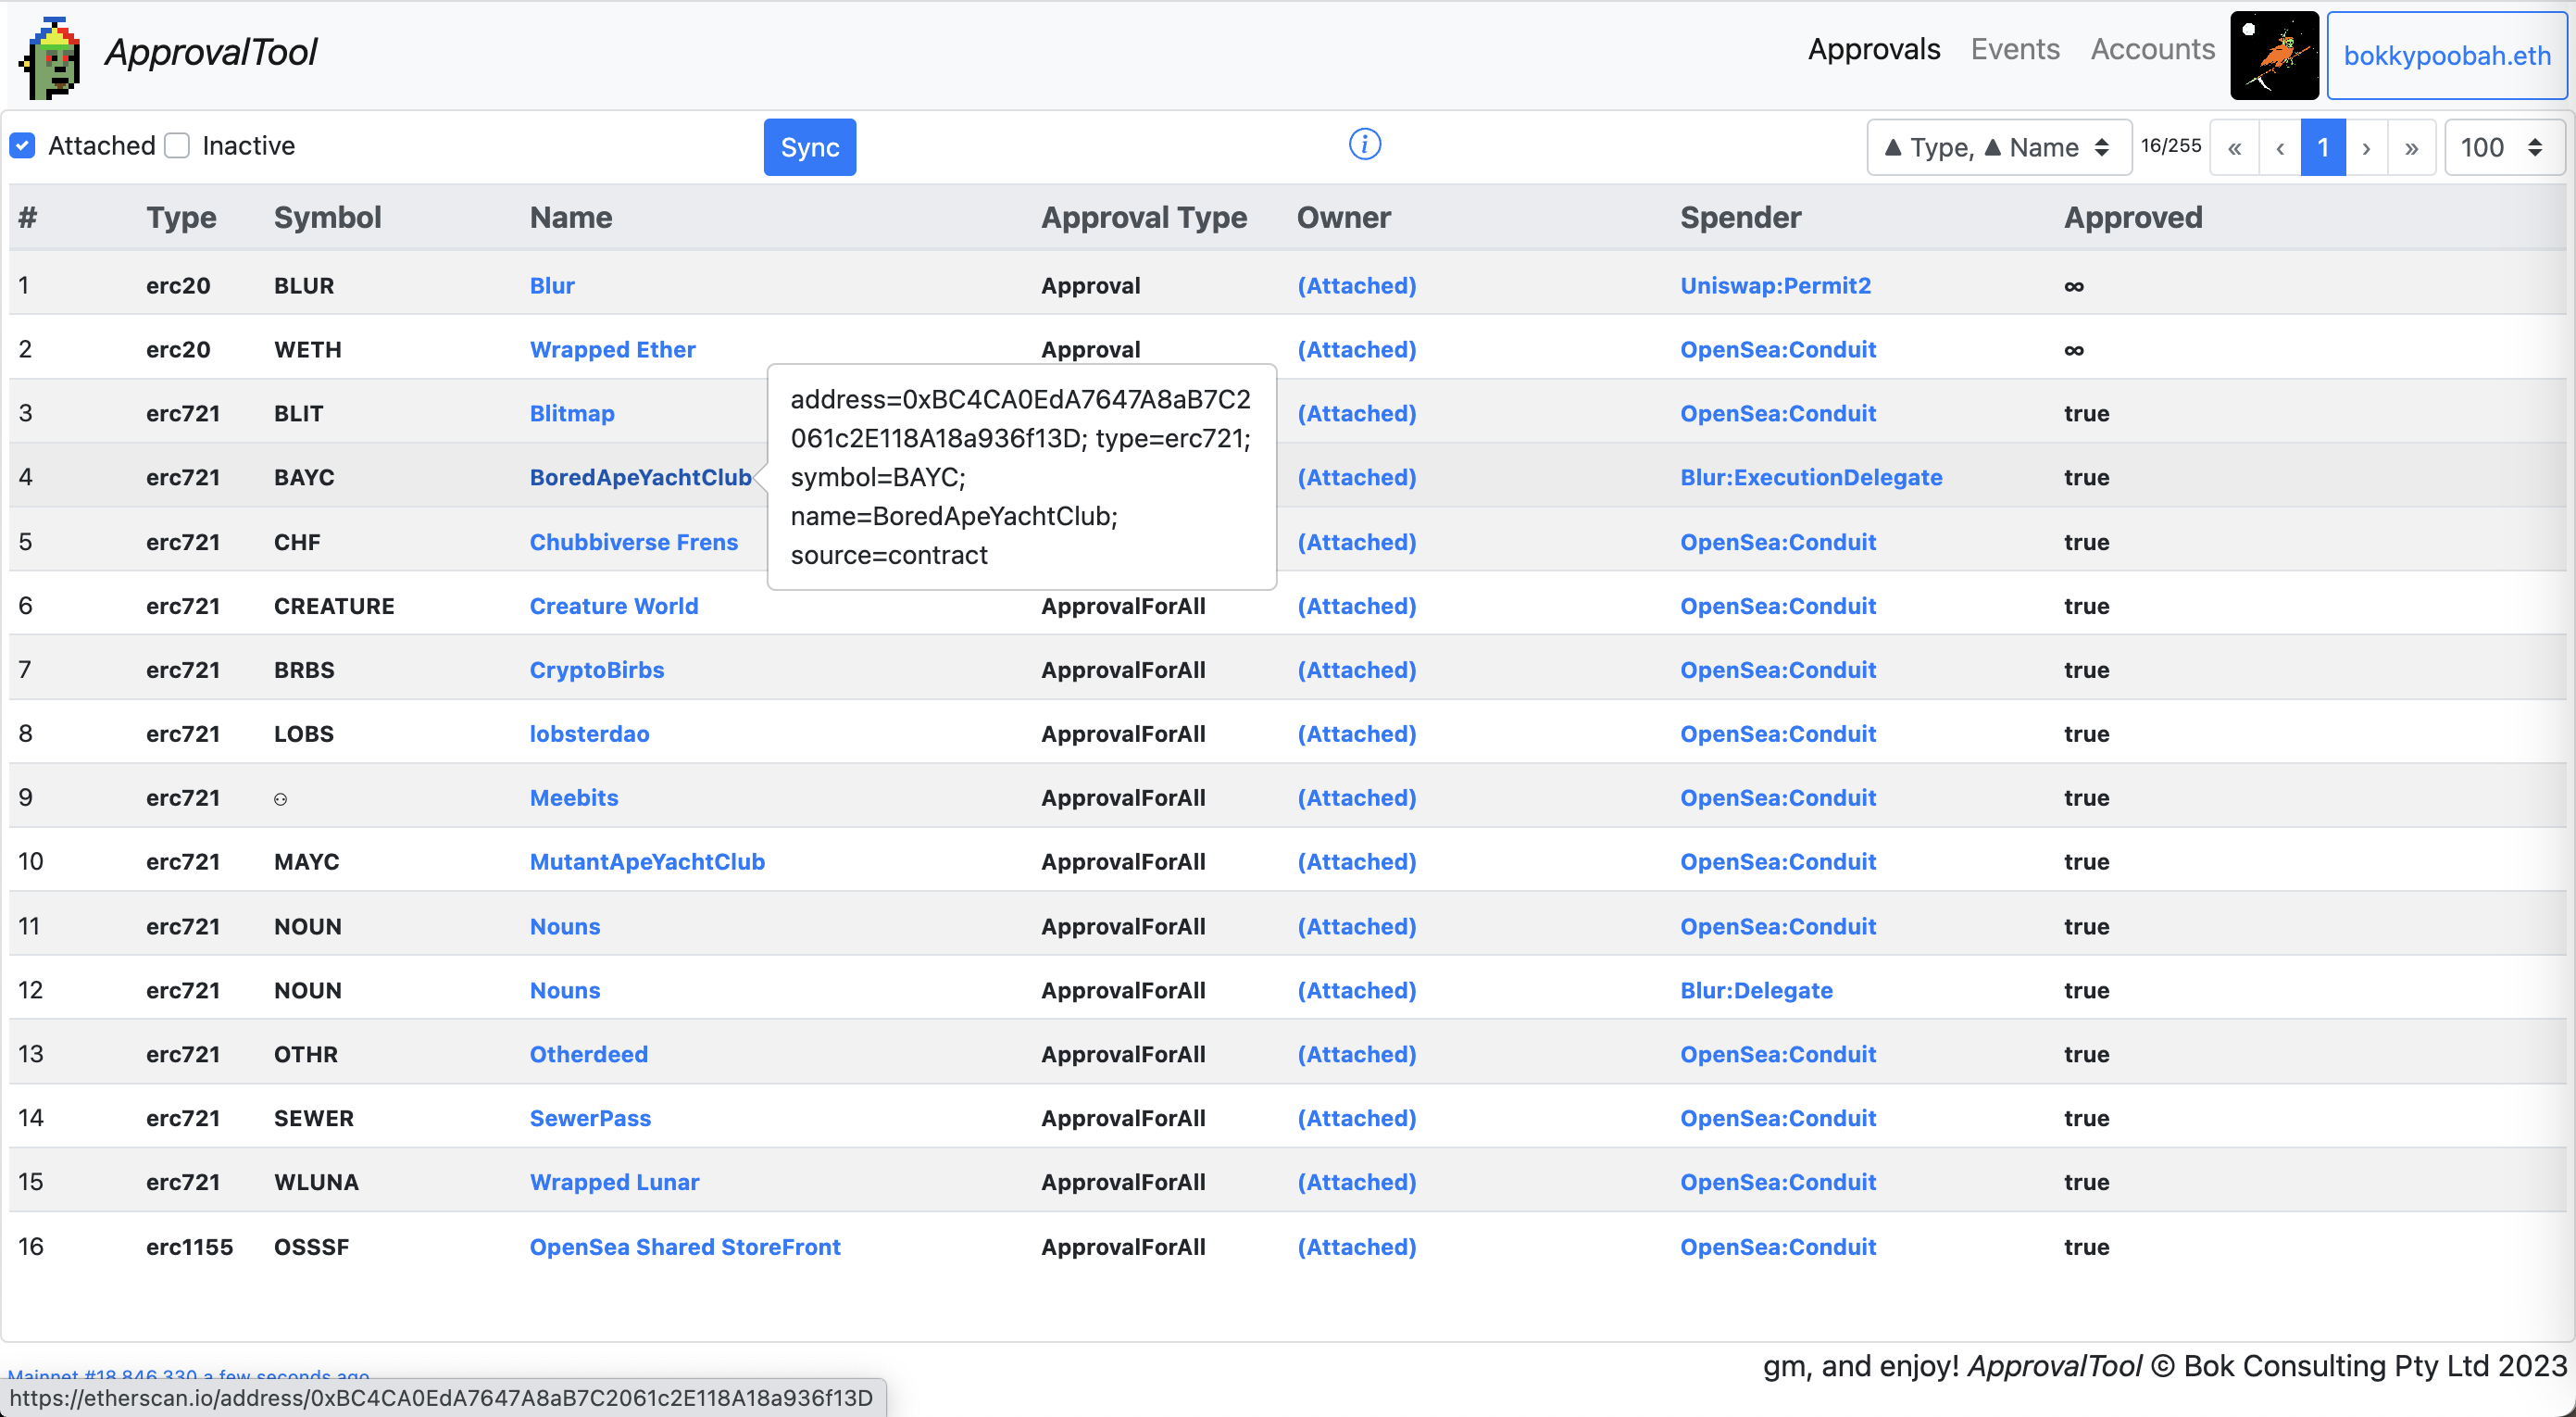 ApprovalTool
Approvals Events Accounts bokkypoobah.eth
Attached Inactive Sync i ▲ Type, ▲ Name 16/255 « ‹ 1 › » 100
# Type Symbol Name Approval Type Owner Spender Approved
1 erc20 BLUR Blur Approval (Attached) Uniswap:Permit2 ∞
2 erc20 WETH Wrapped Ether Approval (Attached) OpenSea:Conduit ∞
3 erc721 BLIT Blitmap (Attached) OpenSea:Conduit true
4 erc721 BAYC BoredApeYachtClub (Attached) Blur:ExecutionDelegate true
5 erc721 CHF Chubbiverse Frens (Attached) OpenSea:Conduit true
address=0xBC4CA0EdA7647A8aB7C2
061c2E118A18a936f13D; type=erc721;
symbol=BAYC;
name=BoredApeYachtClub;
source=contract
6 erc721 CREATURE Creature World ApprovalForAll (Attached) OpenSea:Conduit true
7 erc721 BRBS CryptoBirbs ApprovalForAll (Attached) OpenSea:Conduit true
8 erc721 LOBS lobsterdao ApprovalForAll (Attached) OpenSea:Conduit true
9 erc721 ⚇ Meebits ApprovalForAll (Attached) OpenSea:Conduit true
10 erc721 MAYC MutantApeYachtClub ApprovalForAll (Attached) OpenSea:Conduit true
11 erc721 NOUN Nouns ApprovalForAll (Attached) OpenSea:Conduit true
12 erc721 NOUN Nouns ApprovalForAll (Attached) Blur:Delegate true
13 erc721 OTHR Otherdeed ApprovalForAll (Attached) OpenSea:Conduit true
14 erc721 SEWER SewerPass ApprovalForAll (Attached) OpenSea:Conduit true
15 erc721 WLUNA Wrapped Lunar ApprovalForAll (Attached) OpenSea:Conduit true
16 erc1155 OSSSF OpenSea Shared StoreFront ApprovalForAll (Attached) OpenSea:Conduit true
Mainnet #18,846,330 a few seconds ago
gm, and enjoy! ApprovalTool © Bok Consulting Pty Ltd 2023
https://etherscan.io/address/0xBC4CA0EdA7647A8aB7C2061c2E118A18a936f13D